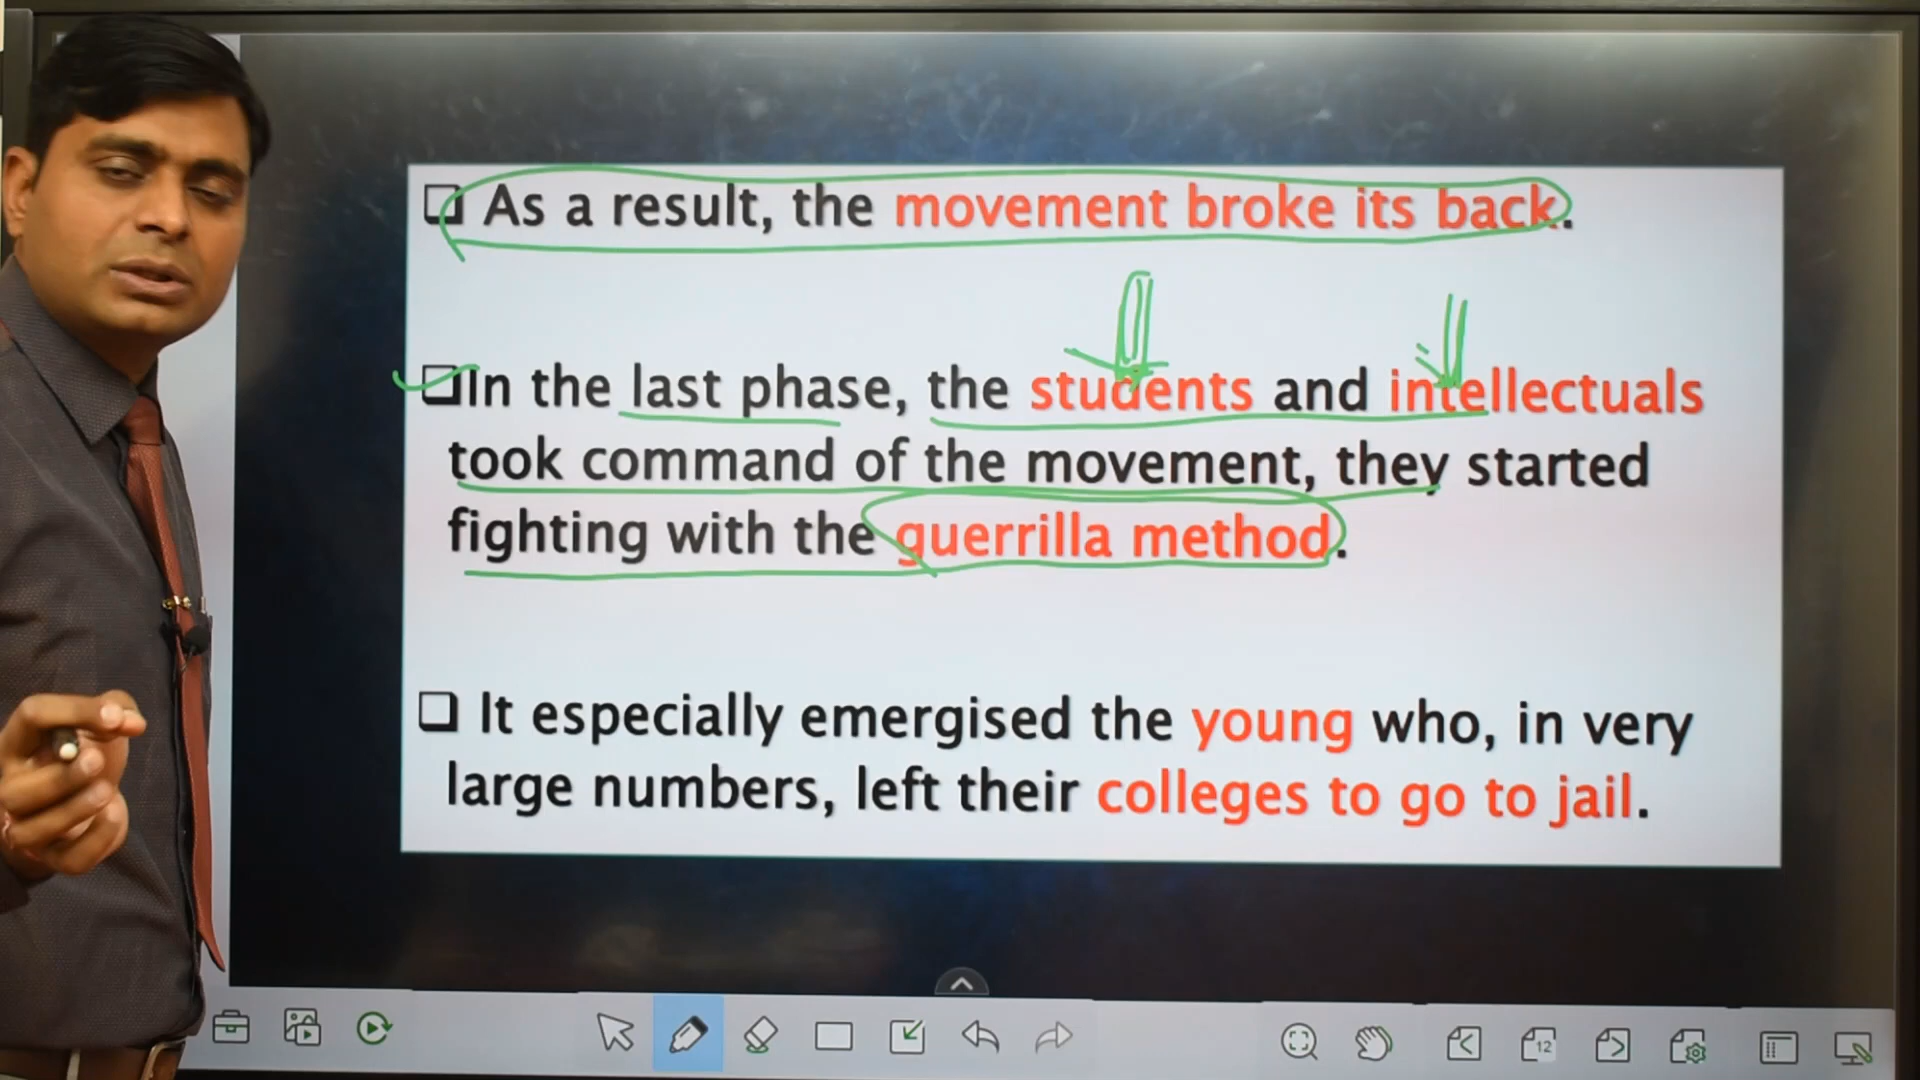 As a result, the movement broke its back.
In the last phase, the students and intellectuals
took command of the movement, they started
fighting with the guerrilla method.
It especially emergised the young who, in very
large numbers, left their colleges to go to jail.
12